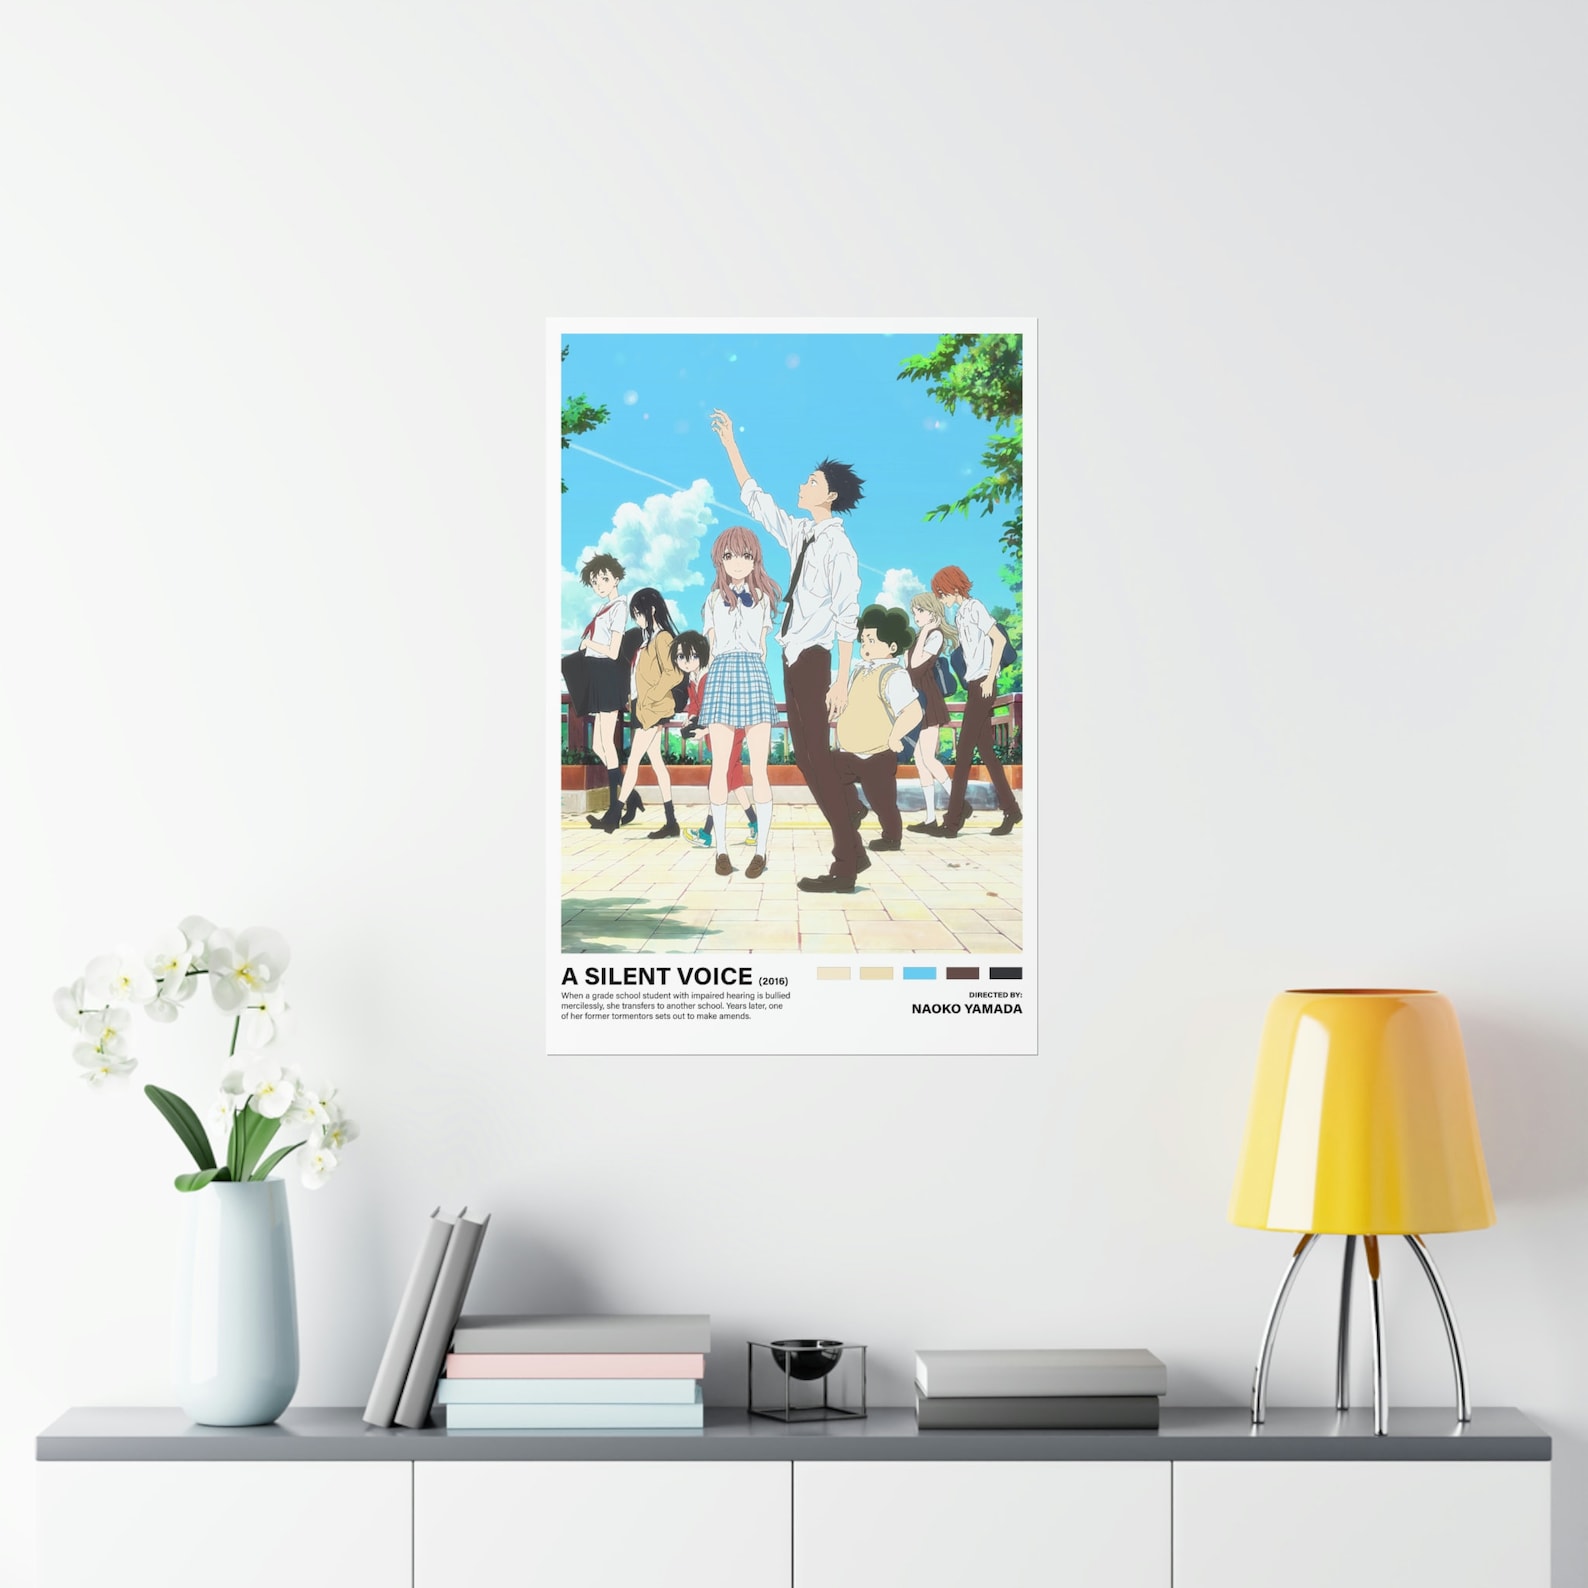 A SILENT VOICE (2016)
When a grade school student with impaired hearing is bullied
mercilessly, she transfers to another school. Years later, one
of her former tormentors sets out to make amends.
DIRECTED BY:
NAOKO YAMADA